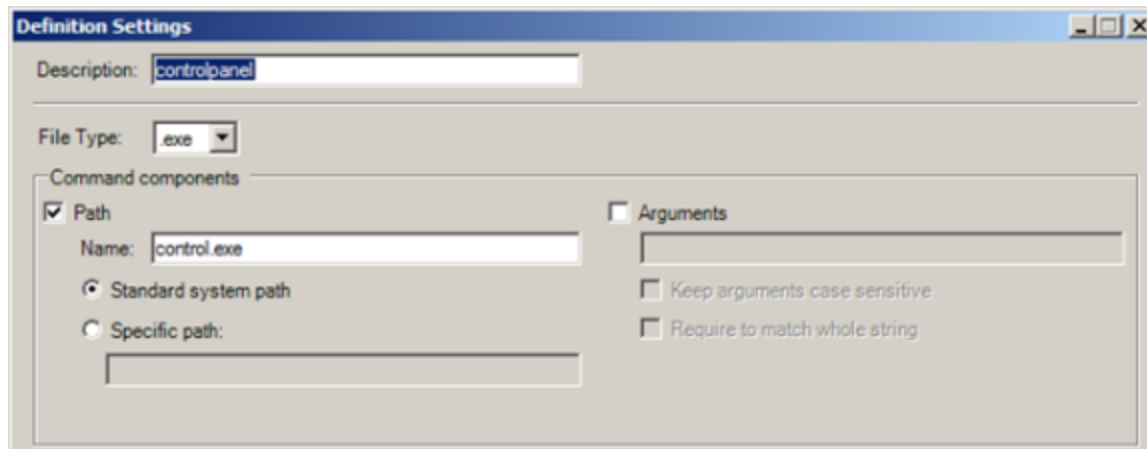 Definition Settings
Description: controlpanel
File Type: .exe
Command components
Path
Name: control.exe
Standard system path
Specific path:
Arguments
Keep arguments case sensitive
Require to match whole string